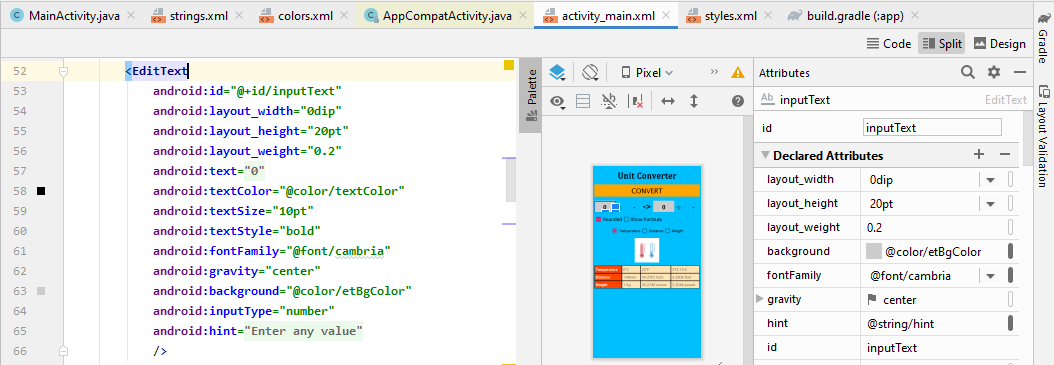 MainActivity.java
strings.xml
colors.xml
AppCompatActivity.java
activity_main.xml
styles.xml
build.gradle (:app)
Gradle
Code
Split
Design
52 <EditText
53 android:id="@+id/inputText"
54 android:layout_width="0dip"
55 android:layout_height="20pt"
56 android:layout_weight="0.2"
57 android:text="0"
58 android:textColor="@color/textColor"
59 android:textSize="10pt"
60 android:textStyle="bold"
61 android:fontFamily="@font/cambria"
62 android:gravity="center"
63 android:background="@color/etBgColor"
64 android:inputType="number"
65 android:hint="Enter any value"
66 />
Palette
Pixel
Unit Converter
CONVERT
0
->
0
Rounded
Show Formula
Temperature
Distance
Weight
Temperature
Distance
Weight
Attributes
Ab inputText EditText
id inputText
Declared Attributes
layout_width 0dip
layout_height 20pt
layout_weight 0.2
background @color/etBgColor
fontFamily @font/cambria
gravity center
hint @string/hint
id inputText
Layout Validation